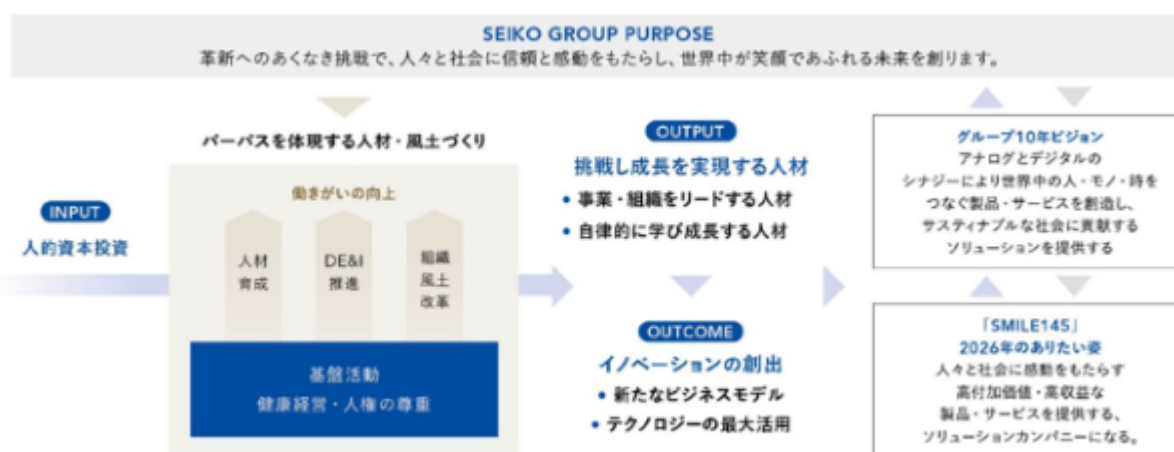 SEIKO GROUP PURPOSE
革新へのあくなき挑戦で、人々と社会に信頼と感動をもたらし、世界中が笑顔であふれる未来を創ります。
パーパスを体現する人材・風土づくり
働きがいの向上
INPUT
人的資本投資
人材
育成
DE&I
推進
組織
風土
改革
基盤活動
健康経営・人権の尊重
OUTPUT
挑戦し成長を実現する人材
• 事業・組織をリードする人材
• 自律的に学び成長する人材
OUTCOME
イノベーションの創出
• 新たなビジネスモデル
• テクノロジーの最大活用
グループ10年ビジョン
アナログとデジタルの
シナジーにより世界中の人・モノ・時を
つなぐ製品・サービスを創造し、
サスティナブルな社会に貢献する
ソリューションを提供する
「SMILE145」
2026年のありたい姿
人々と社会に感動をもたらす
高付加価値・高収益な
製品・サービスを提供する、
ソリューションカンパニーになる。